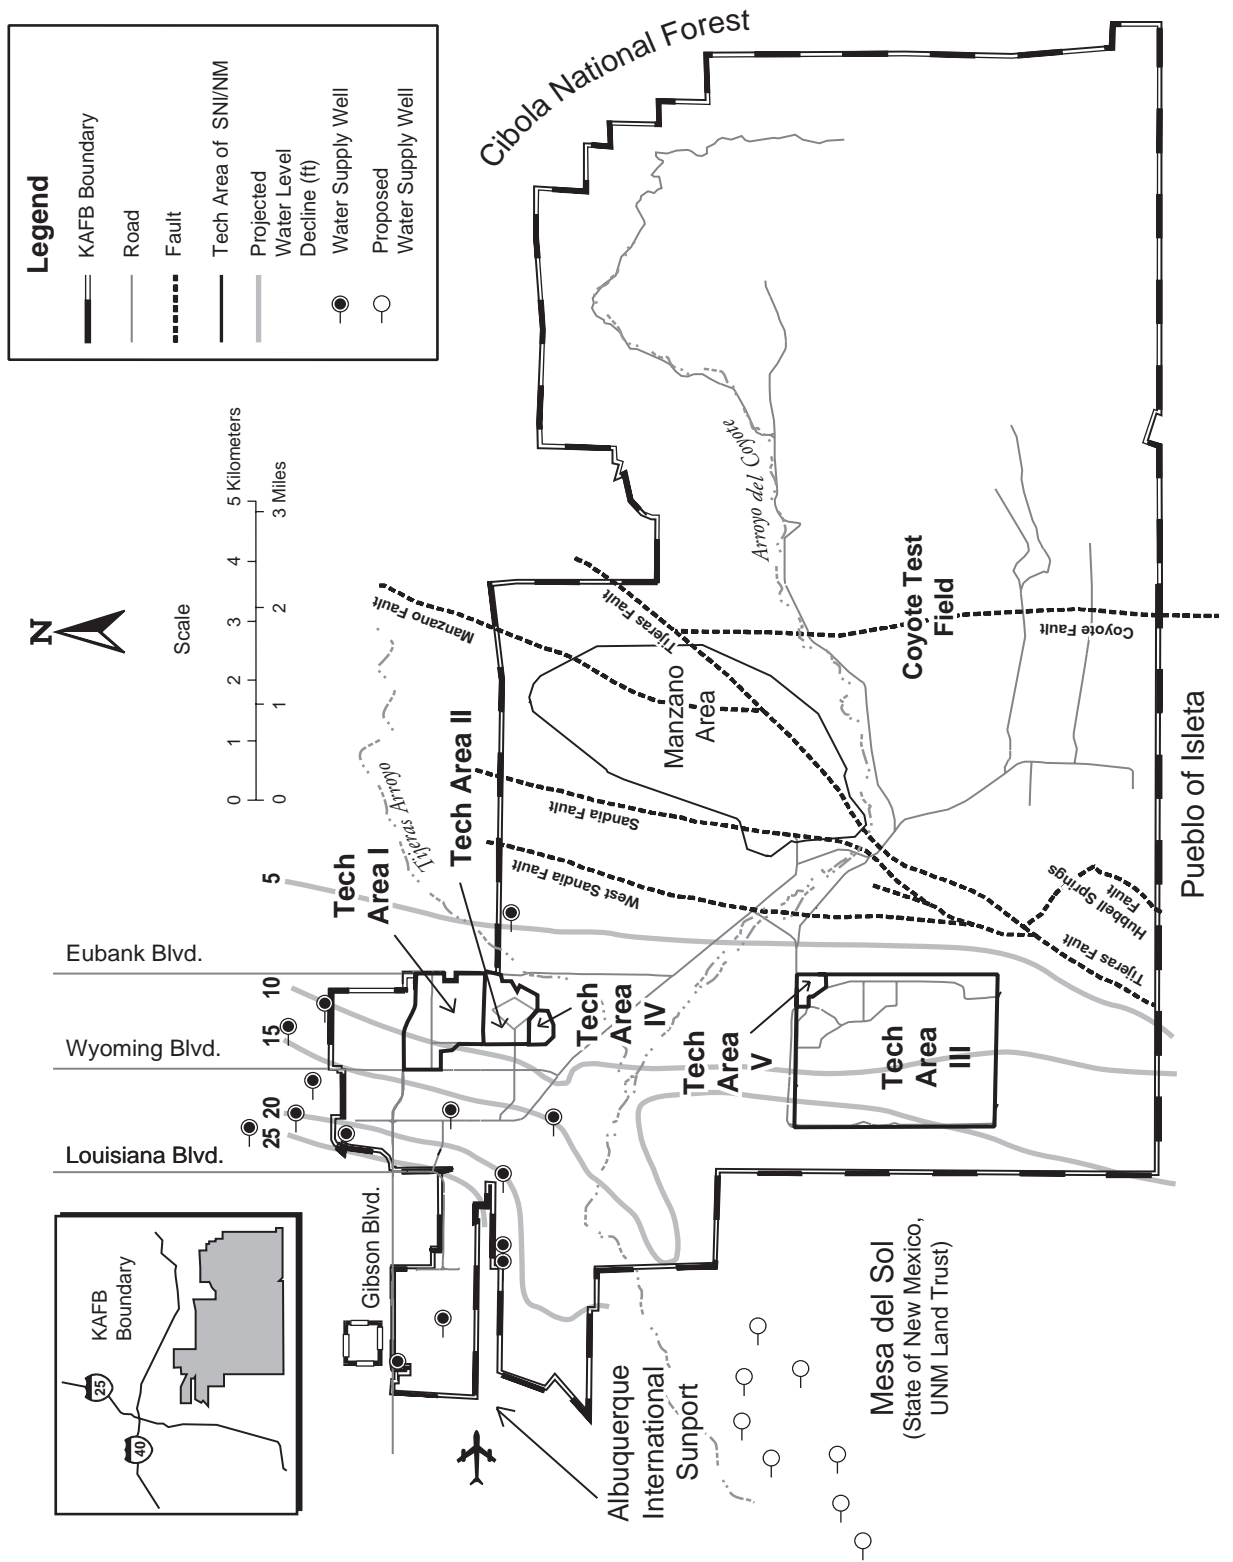 Legend
KAFB Boundary
Road
Fault
Tech Area of SNI/NM
Projected
Water Level
Decline (ft)
Water Supply Well
Proposed
Water Supply Well
N
Scale
0 1 2 3 4 5 Kilometers
0 1 2 3 Miles
Cibola National Forest
KAFB
Boundary
25
40
Louisiana Blvd.
Wyoming Blvd.
Eubank Blvd.
Gibson Blvd.
25
20
15
10
5
Tech
Area I
Tech Area II
Tijeras Arroyo
Manzano Fault
Tijeras Fault
Sandia Fault
West Sandia Fault
Manzano
Area
Arroyo del Coyote
Coyote Test
Field
Coyote Fault
Tech
Area
IV
Tech
Area
V
Tech
Area
III
Hubbell Springs
Fault
Tijeras
Fault
Albuquerque
International
Sunport
Mesa del Sol
(State of New Mexico,
UNM Land Trust)
Pueblo of Isleta